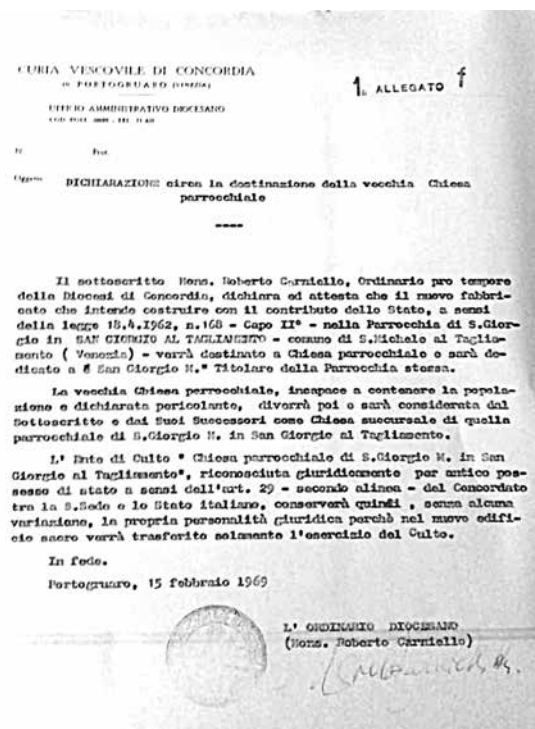 CURIA VESCOVILE DI CONCORDIA
IN PORTOGRUARO (VENEZIA)
1. ALLEGATO f
UFFICIO AMMINISTRATIVO DIOCESANO
N.
Prot.
Oggetto:
DICHIARAZIONE circa la destinazione della vecchia Chiesa
parrocchiale
----
Il sottoscritto Mons. Roberto Carniello, Ordinario pro tempore
della Diocesi di Concordia, dichiara ed attesta che il nuovo fabbri-
cato che intende costruire con il contributo dello Stato, a sensi
della legge 18.4.1962, n.168 - Capo II° - nella Parrocchia di S.Gior-
gio in SAN GIORGIO AL TAGLIAMENTO - comune di S.Michele al Taglia-
mento ( Venezia) - verrà destinato a Chiesa parrocchiale e sarà de-
dicato a San Giorgio M." Titolare della Parrocchia stessa.
La vecchia Chiesa parrocchiale, incapace a contenere la popola-
zione e dichiarata pericolante, diverrà poi e sarà considerata dal
Sottoscritto e dai Suoi Successori come Chiesa succursale di quella
parrocchiale di S.Giorgio M. in San Giorgio al Tagliamento.
L' Ente di Culto " Chiesa parrocchiale di S.Giorgio M. in San
Giorgio al Tagliamento", riconosciuta giuridicamente per antico pos-
sesso di stato a sensi dell'art. 29 - secondo alinea - del Concordato
tra la S.Sede e lo Stato italiano, conserverà quindi , senza alcuna
variazione, la propria personalità giuridica perchè nel nuovo edifi-
cio sacro verrà trasferito solamente l'esercizio del Culto.
In fede.
Portogruaro, 15 febbraio 1969
L' ORDINARIO DIOCESANO
(Mons. Roberto Carniello)